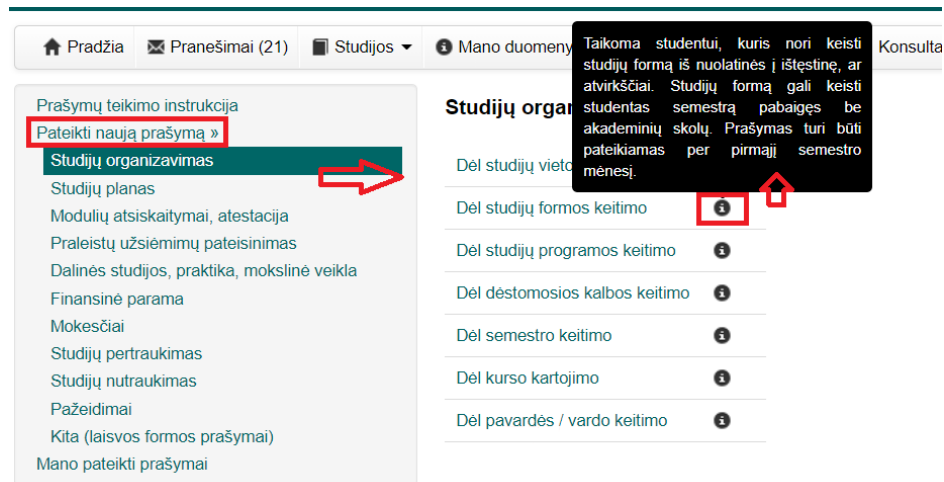 Pradžia
Pranešimai (21)
Studijos
Mano duomeny
Konsulta
Taikoma studentui, kuris nori keisti
studijų formą iš nuolatinės į ištęstinę, ar
atvirkščiai. Studijų formą gali keisti
studentas semestrą pabaigęs be
akademinių skolų. Prašymas turi būti
pateikiamas per pirmąjį semestro
mėnesį.
Prašymų teikimo instrukcija
Pateikti naują prašymą »
Studijų organizavimas
Studijų planas
Modulių atsiskaitymai, atestacija
Praleistų užsiėmimų pateisinimas
Dalinės studijos, praktika, mokslinė veikla
Finansinė parama
Mokesčiai
Studijų pertraukimas
Studijų nutraukimas
Pažeidimai
Kita (laisvos formos prašymai)
Mano pateikti prašymai
Studijų organ
Dėl studijų vieto
Dėl studijų formos keitimo
Dėl studijų programos keitimo
Dėl dėstomosios kalbos keitimo
Dėl semestro keitimo
Dėl kurso kartojimo
Dėl pavardės / vardo keitimo